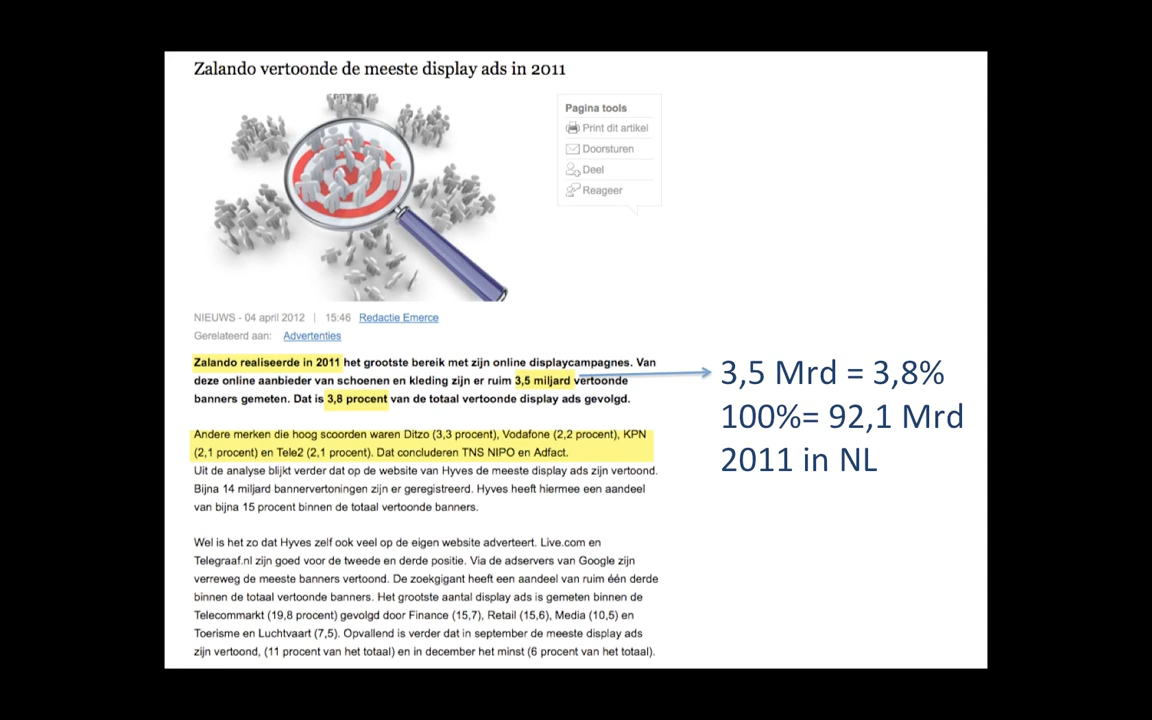 Zalando vertoonde de meeste display ads in 2011
Pagina tools
Print dit artikel
Doorsturen
Deel
Reageer
NIEUWS - 04 april 2012 | 15:46 Redactie Emerce
Gerelateerd aan: Advertenties
Zalando realiseerde in 2011 het grootste bereik met zijn online displaycampagnes. Van
deze online aanbieder van schoenen en kleding zijn er ruim 3,5 miljard vertoonde
banners gemeten. Dat is 3,8 procent van de totaal vertoonde display ads gevolgd.
Andere merken die hoog scoorden waren Ditzo (3,3 procent), Vodafone (2,2 procent), KPN
(2,1 procent) en Tele2 (2,1 procent). Dat concluderen TNS NIPO en Adfact.
Uit de analyse blijkt verder dat op de website van Hyves de meeste display ads zijn vertoond.
Bijna 14 miljard bannervertoningen zijn er geregistreerd. Hyves heeft hiermee een aandeel
van bijna 15 procent binnen de totaal vertoonde banners.
Wel is het zo dat Hyves zelf ook veel op de eigen website adverteert. Live.com en
Telegraaf.nl zijn goed voor de tweede en derde positie. Via de adservers van Google zijn
verreweg de meeste banners vertoond. De zoekgigant heeft een aandeel van ruim één derde
binnen de totaal vertoonde banners. Het grootste aantal display ads is gemeten binnen de
Telecommarkt (19,8 procent) gevolgd door Finance (15,7), Retail (15,6), Media (10,5) en
Toerisme en Luchtvaart (7,5). Opvallend is verder dat in september de meeste display ads
zijn vertoond, (11 procent van het totaal) en in december het minst (6 procent van het totaal).
3,5 Mrd = 3,8%
100%= 92,1 Mrd
2011 in NL